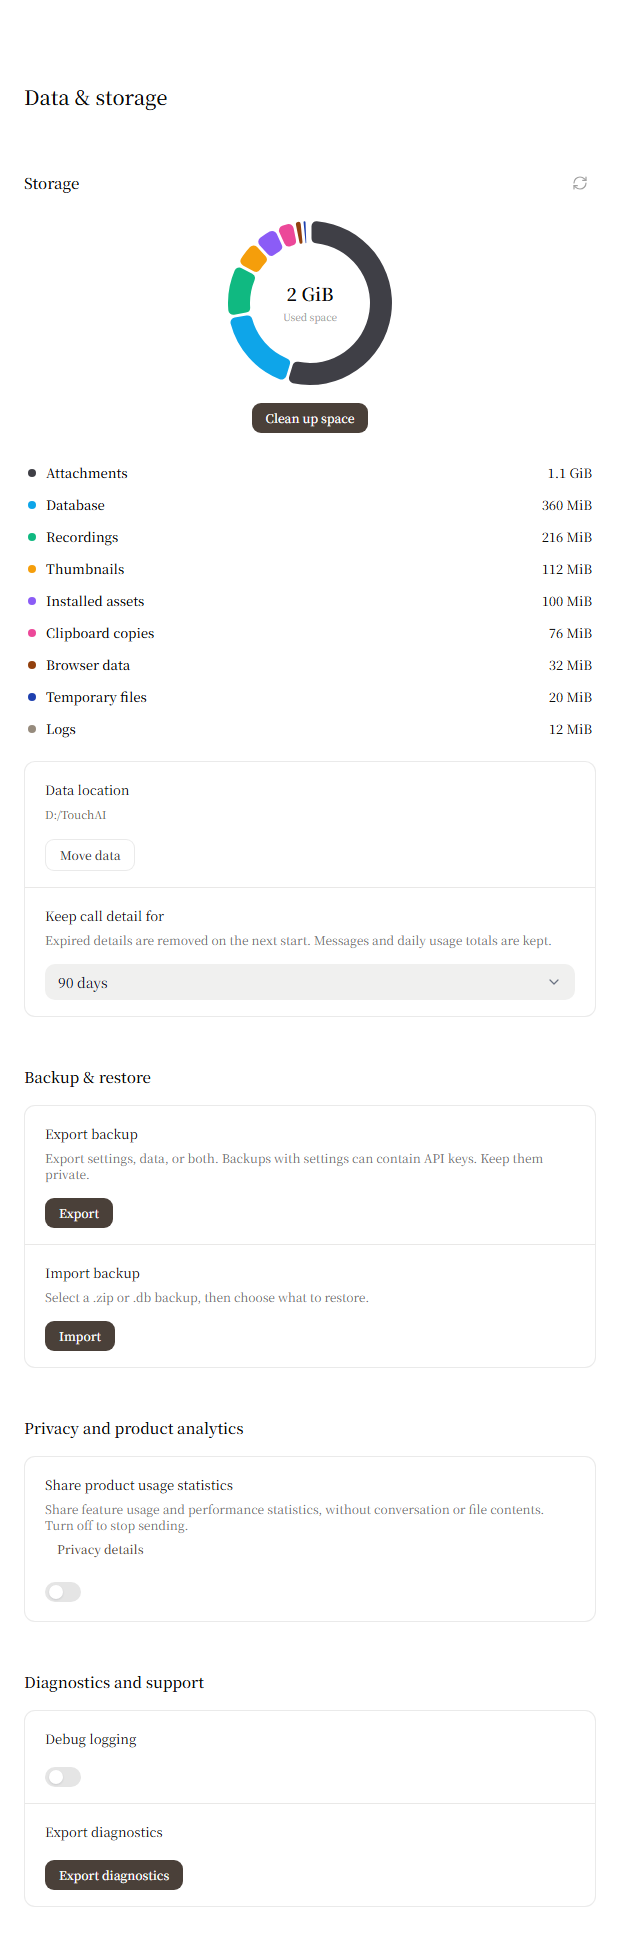 Data & storage
Storage
2 GiB
Used space
Clean up space
Attachments 1.1 GiB
Database 360 MiB
Recordings 216 MiB
Thumbnails 112 MiB
Installed assets 100 MiB
Clipboard copies 76 MiB
Browser data 32 MiB
Temporary files 20 MiB
Logs 12 MiB
Data location
D:/TouchAI
Move data
Keep call detail for
Expired details are removed on the next start. Messages and daily usage totals are kept.
90 days
Backup & restore
Export backup
Export settings, data, or both. Backups with settings can contain API keys. Keep them
private.
Export
Import backup
Select a .zip or .db backup, then choose what to restore.
Import
Privacy and product analytics
Share product usage statistics
Share feature usage and performance statistics, without conversation or file contents.
Turn off to stop sending.
Privacy details
Diagnostics and support
Debug logging
Export diagnostics
Export diagnostics